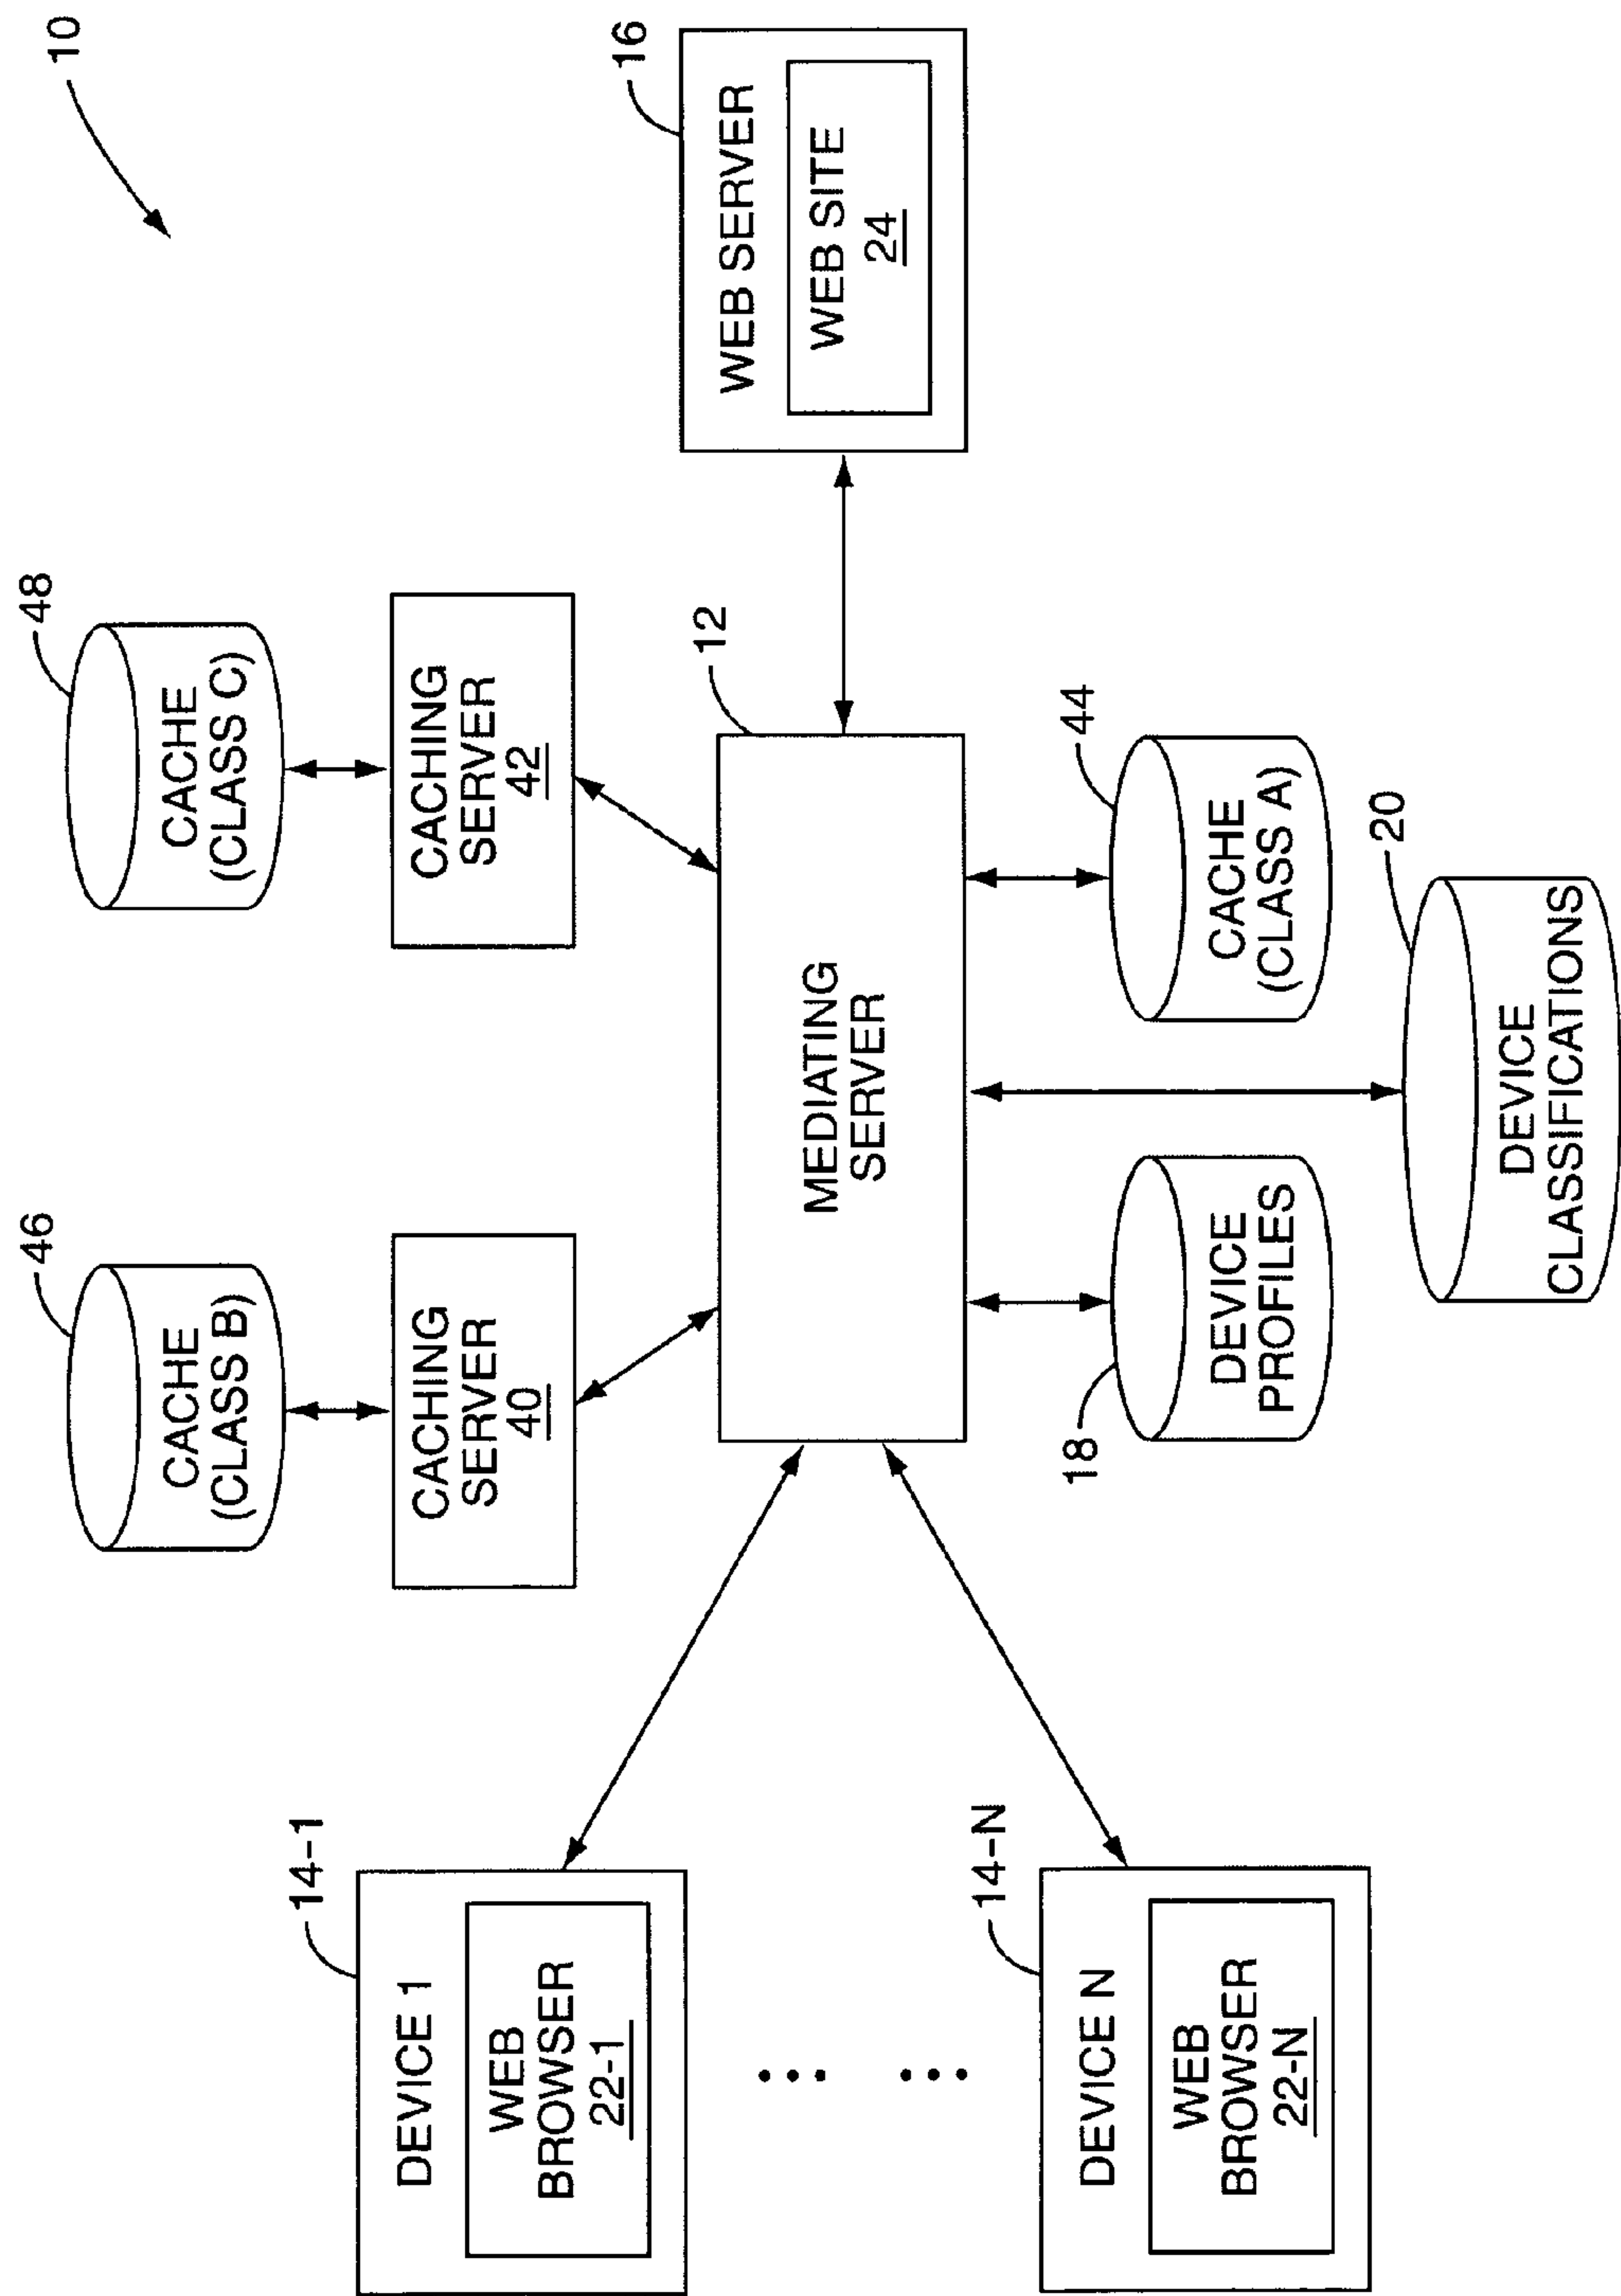 10
46
CACHE
(CLASS B)
48
CACHE
(CLASS C)
CACHING
SERVER
40
CACHING
SERVER
42
14-1
DEVICE 1
WEB
BROWSER
22-1
12
MEDIATING
SERVER
16
WEB SERVER
WEB SITE
24
14-N
DEVICE N
WEB
BROWSER
22-N
18
DEVICE
PROFILES
44
CACHE
(CLASS A)
20
DEVICE
CLASSIFICATIONS